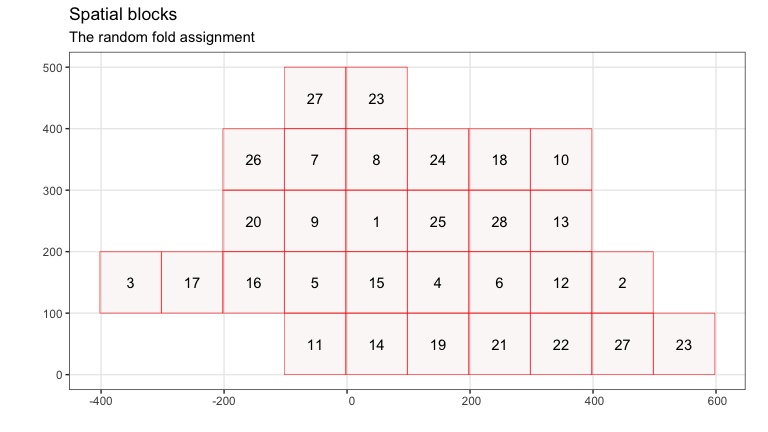 Spatial blocks
The random fold assignment
500
27 23
400
26 7 8 24 18 10
300
20 9 1 25 28 13
200
3 17 16 5 15 4 6 12 2
100
11 14 19 21 22 27 23
0
-400 -200 0 200 400 600